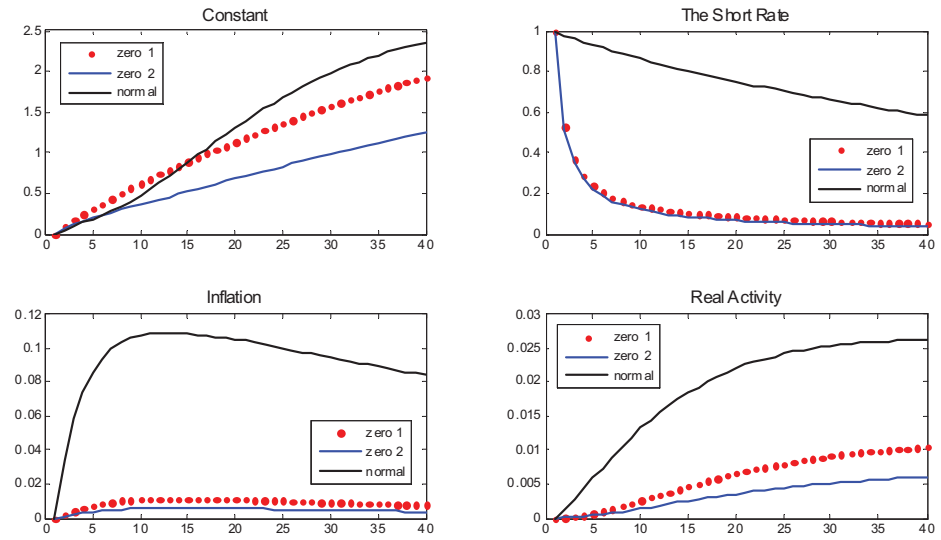 Constant
2.5
2
1.5
1
0.5
0
0 5 10 15 20 25 30 35 40
zero 1
zero 2
normal
The Short Rate
1
0.8
0.6
0.4
0.2
0
0 5 10 15 20 25 30 35 40
zero 1
zero 2
normal
Inflation
0.12
0.1
0.08
0.06
0.04
0.02
0
0 5 10 15 20 25 30 35 40
zero 1
zero 2
normal
Real Activity
0.03
0.025
0.02
0.015
0.01
0.005
0
0 5 10 15 20 25 30 35 40
zero 1
zero 2
normal